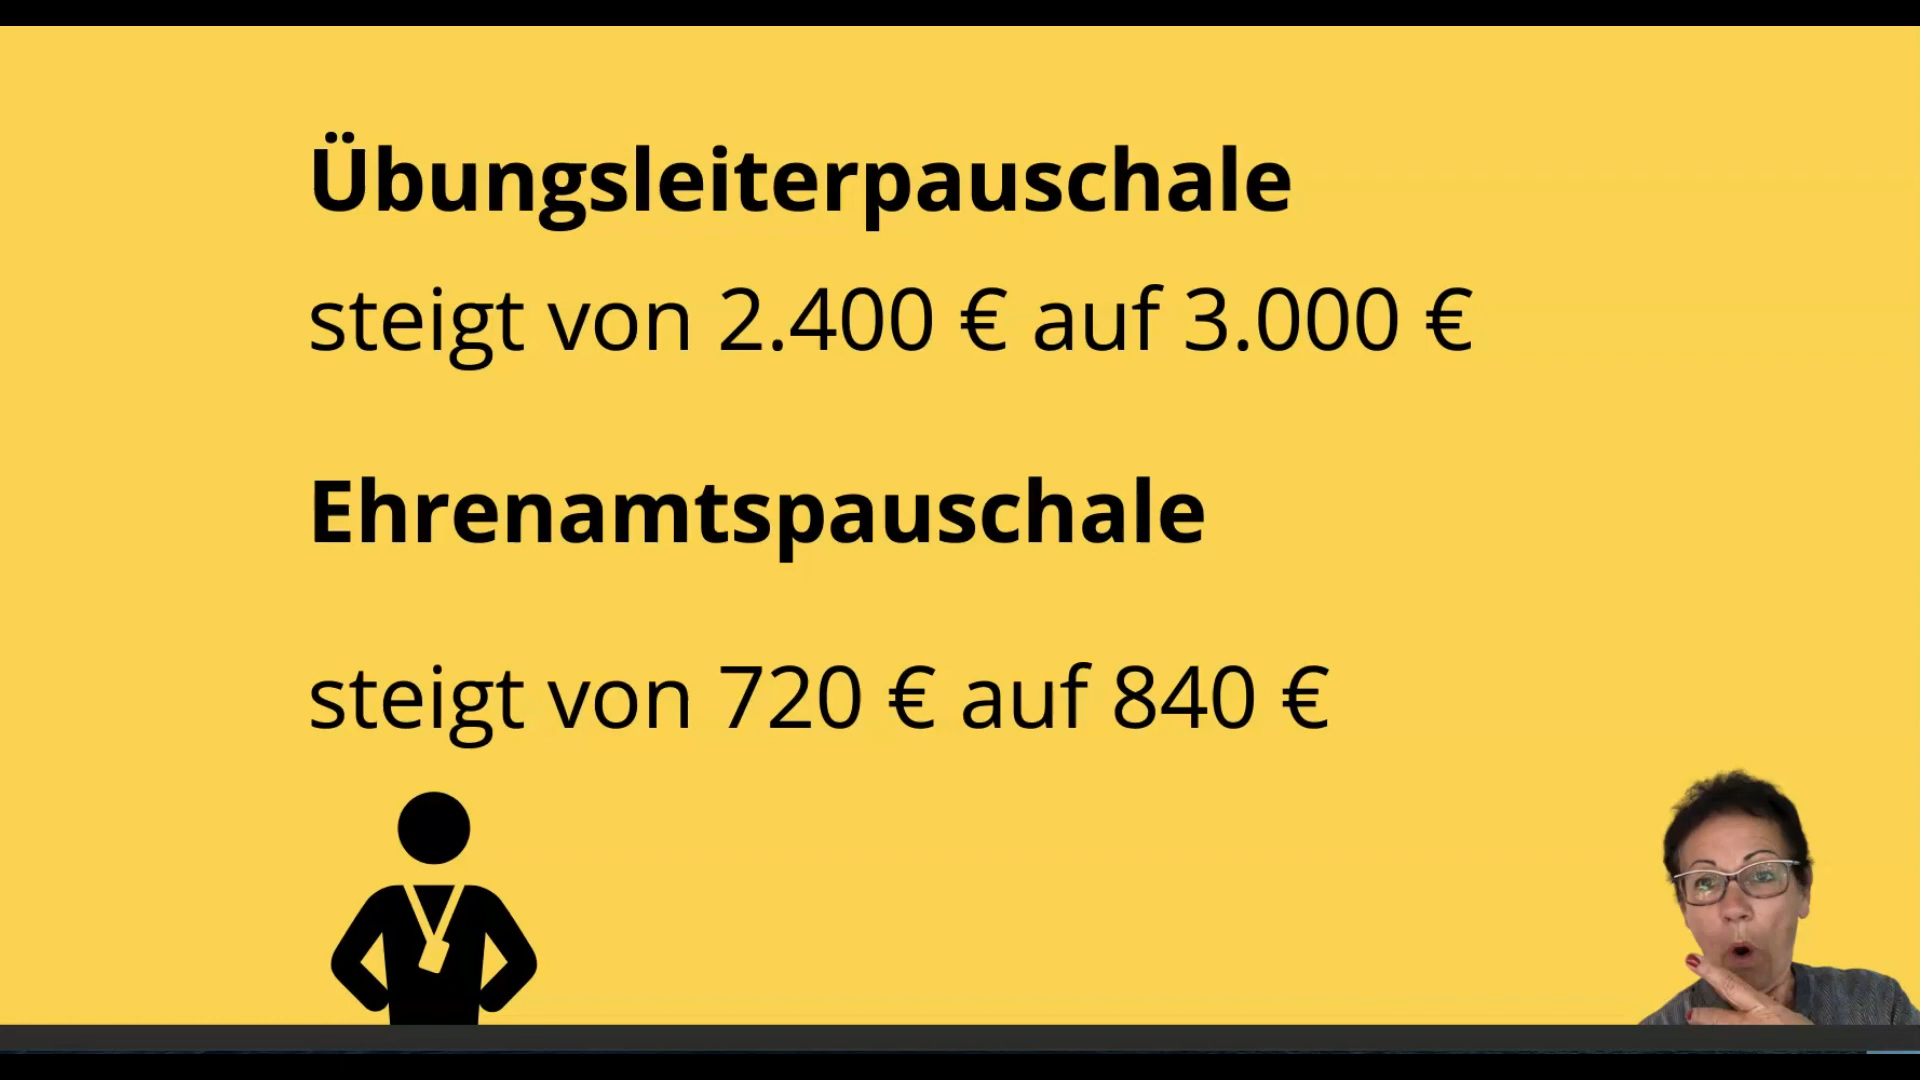 Übungsleiterpauschale
steigt von 2.400 € auf 3.000 €
Ehrenamtspauschale
steigt von 720 € auf 840 €